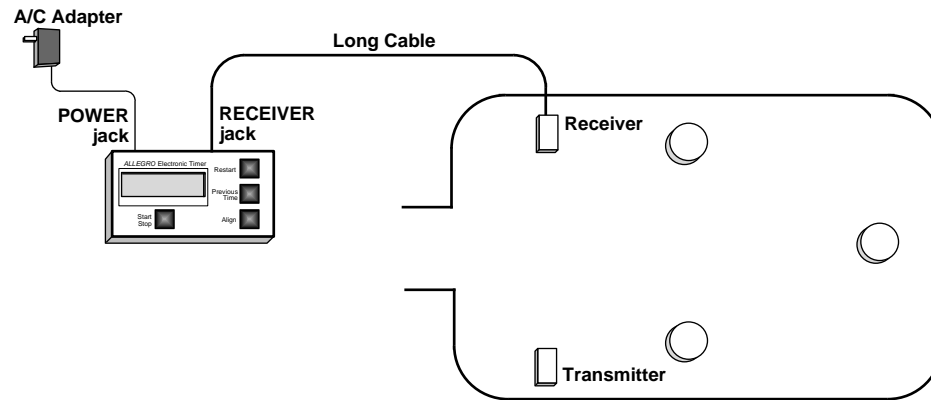 A/C Adapter
Long Cable
POWER
jack
RECEIVER
jack
Receiver
ALLEGRO Electronic Timer
Restart
Previous
Time
Start
Stop
Align
Transmitter